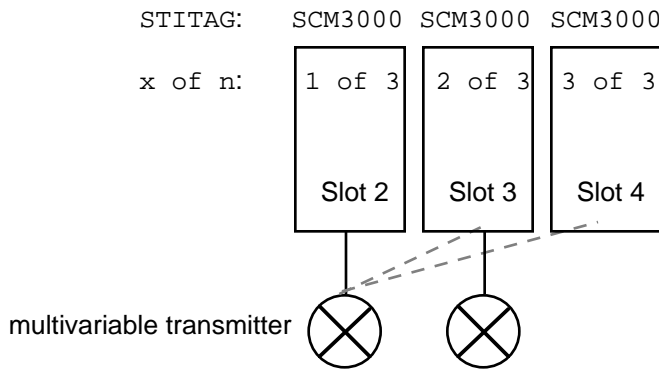 STITAG: SCM3000 SCM3000 SCM3000
x of n: 1 of 3 2 of 3 3 of 3
Slot 2 Slot 3 Slot 4
multivariable transmitter